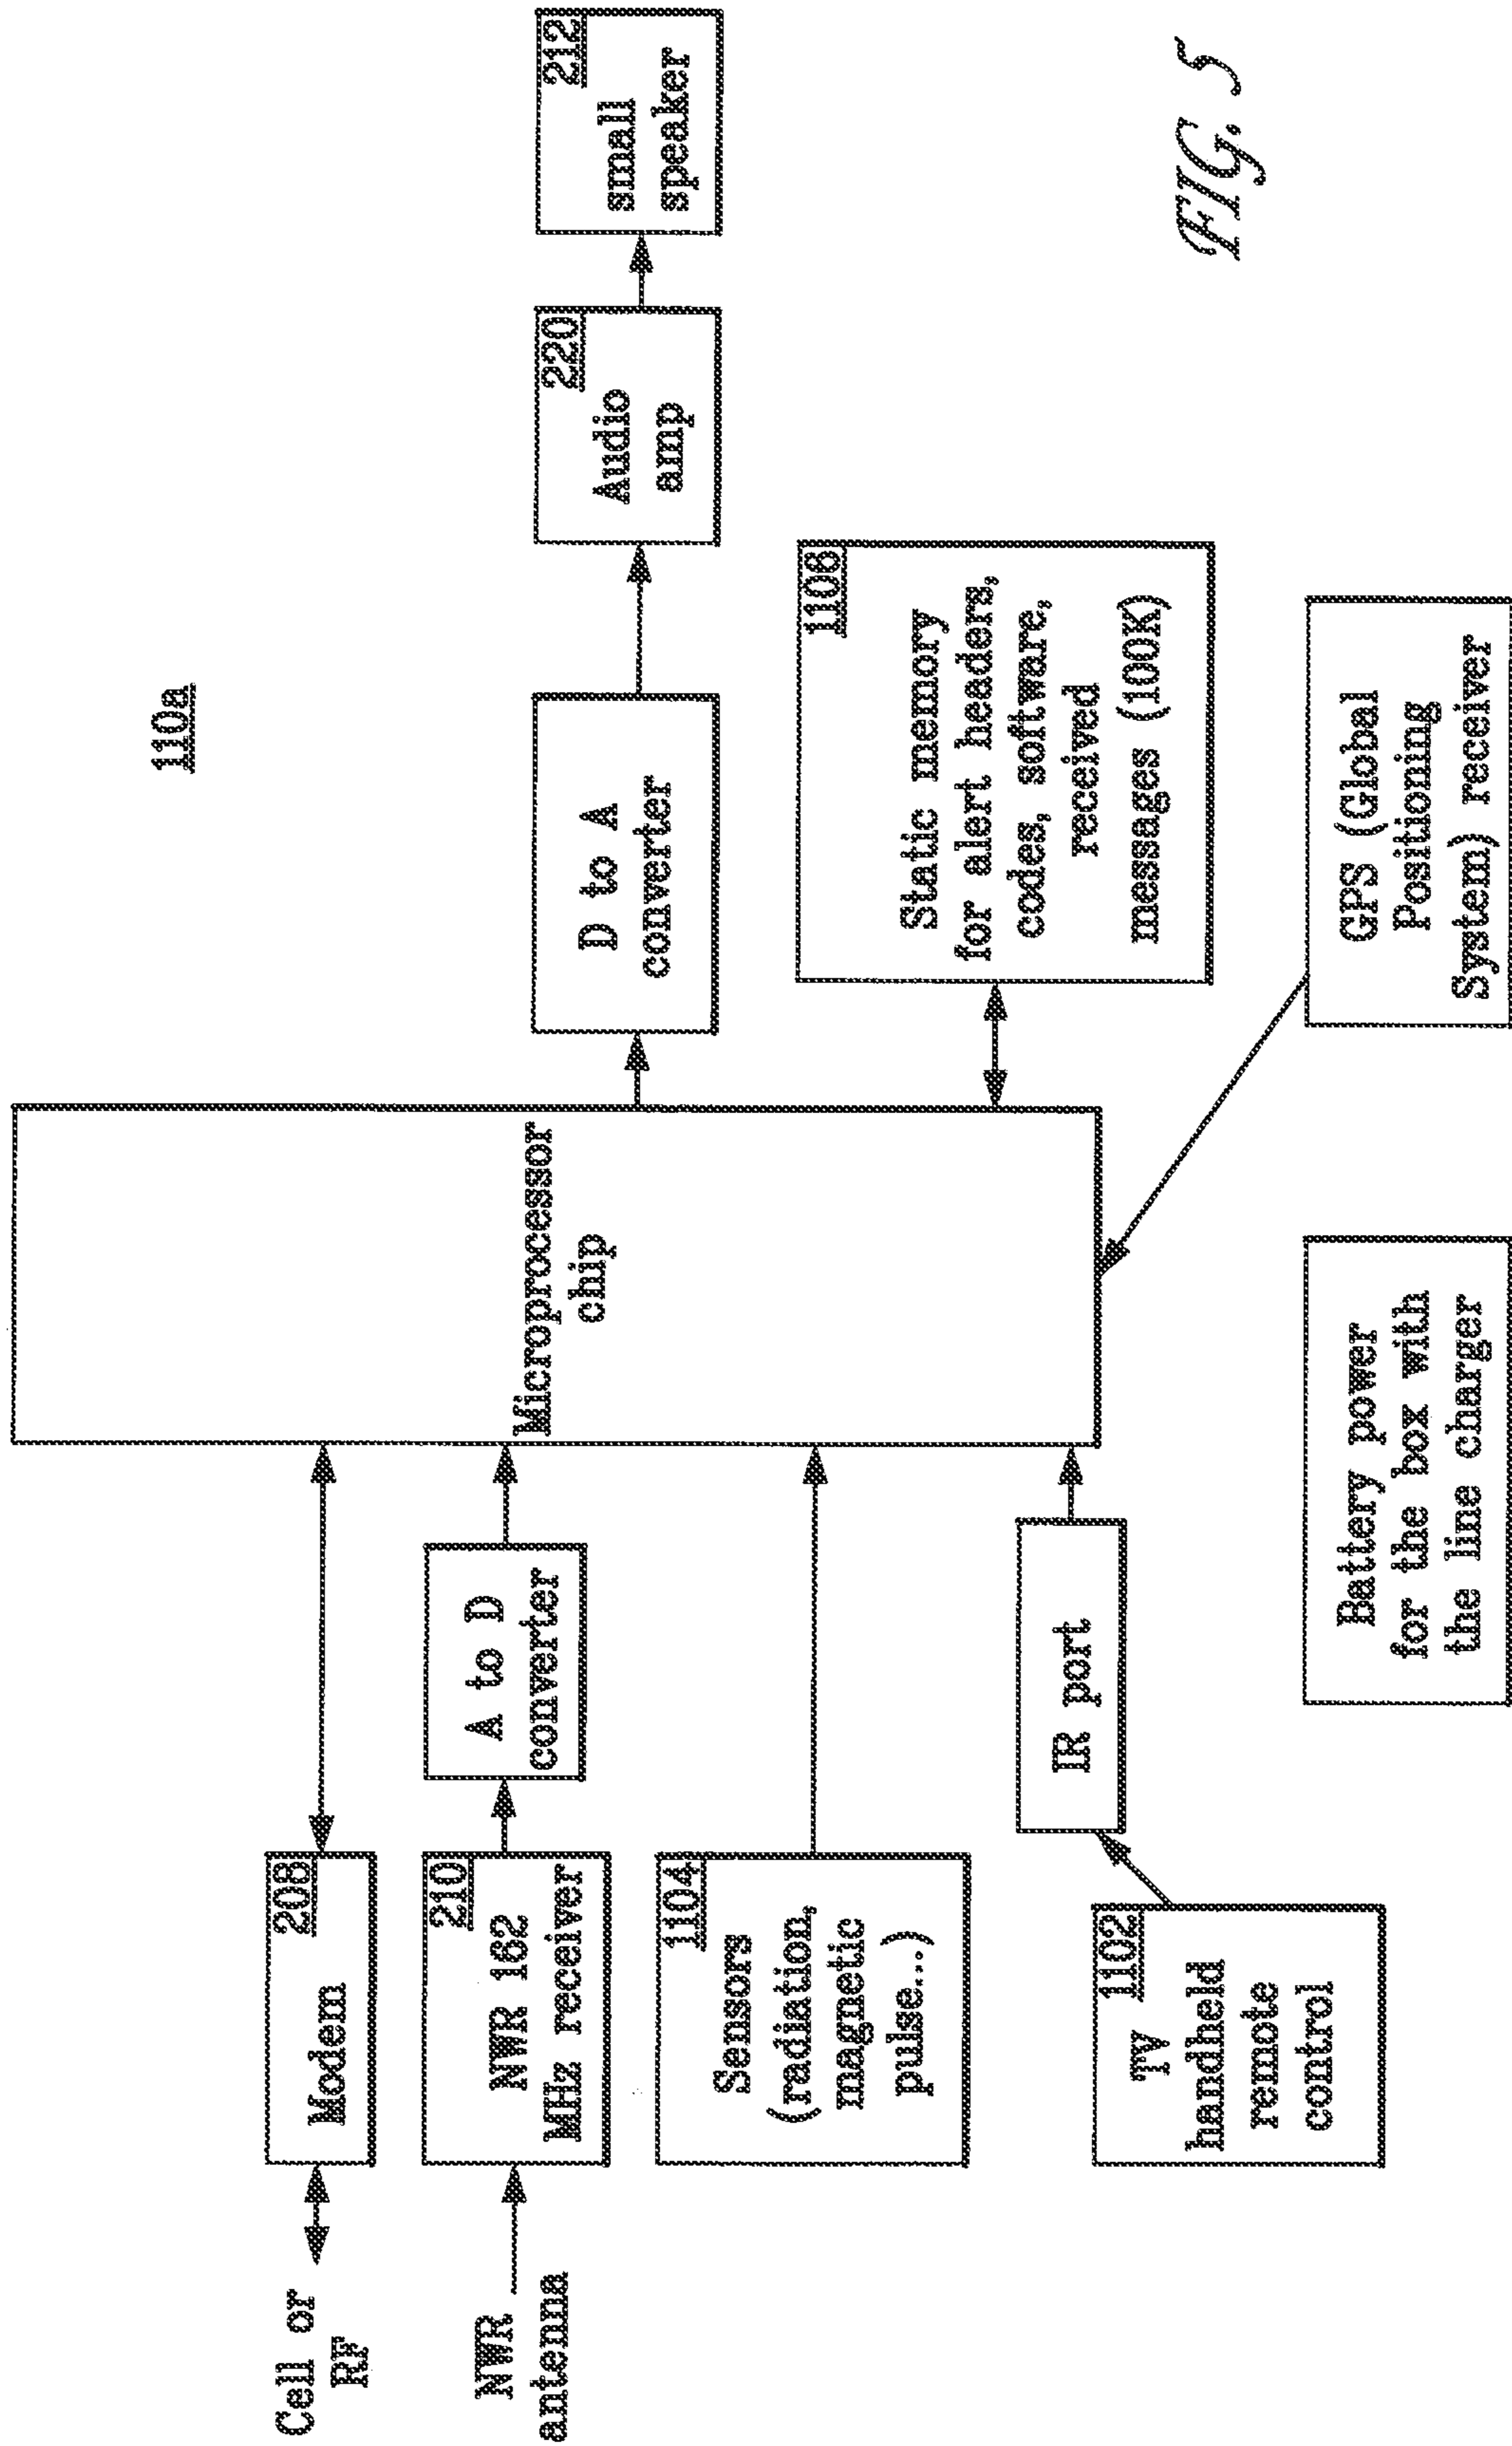 110a
Cell or
RF
208
Modem
NWR
antenna
210
NWR 162
MHz receiver
A to D
converter
1104
Sensors
(radiation,
magnetic
pulse...)
1102
TV
handheld
remote
control
IR port
Microprocessor
chip
D to A
converter
220
Audio
amp
212
small
speaker
1106
Static memory
for alert headers,
codes, software,
received
messages (100K)
Battery power
for the box with
the line charger
GPS (Global
Positioning
System) receiver
FIG. 5